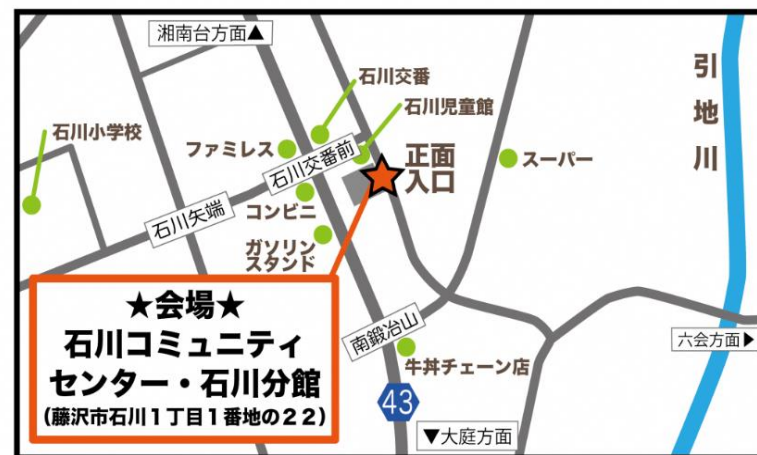 湘南台方面▲
石川交番
石川児童館
石川小学校
ファミレス
石川交番前
正面
入口
スーパー
引地川
コンビニ
石川矢端
ガソリン
スタンド
★会場★
石川コミュニティ
センター・石川分館
(藤沢市石川1丁目1番地の22)
南鍛冶山
牛丼チェーン店
六会方面▶
43
▼大庭方面